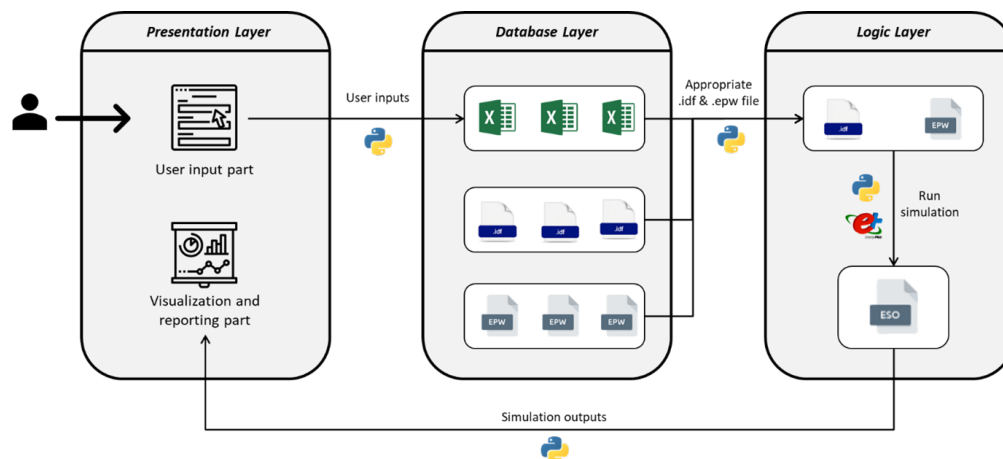 Presentation Layer
User input part
Visualization and
reporting part
User inputs
Database Layer
X
X
X
.idf
.idf
.idf
EPW
EPW
EPW
Appropriate
.idf & .epw file
Logic Layer
.idf
EPW
Run
simulation
e+
ESO
Simulation outputs